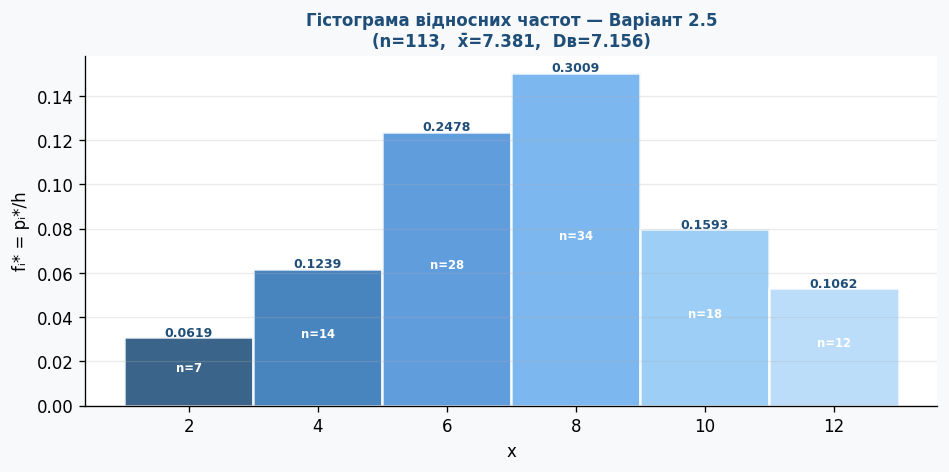 Гістограма відносних частот — Варіант 2.5
(n=113, x̄=7.381, Dв=7.156)
fᵢ* = pᵢ*/h
0.14
0.12
0.10
0.08
0.06
0.04
0.02
0.00
0.0619
n=7
0.1239
n=14
0.2478
n=28
0.3009
n=34
0.1593
n=18
0.1062
n=12
2 4 6 8 10 12
x